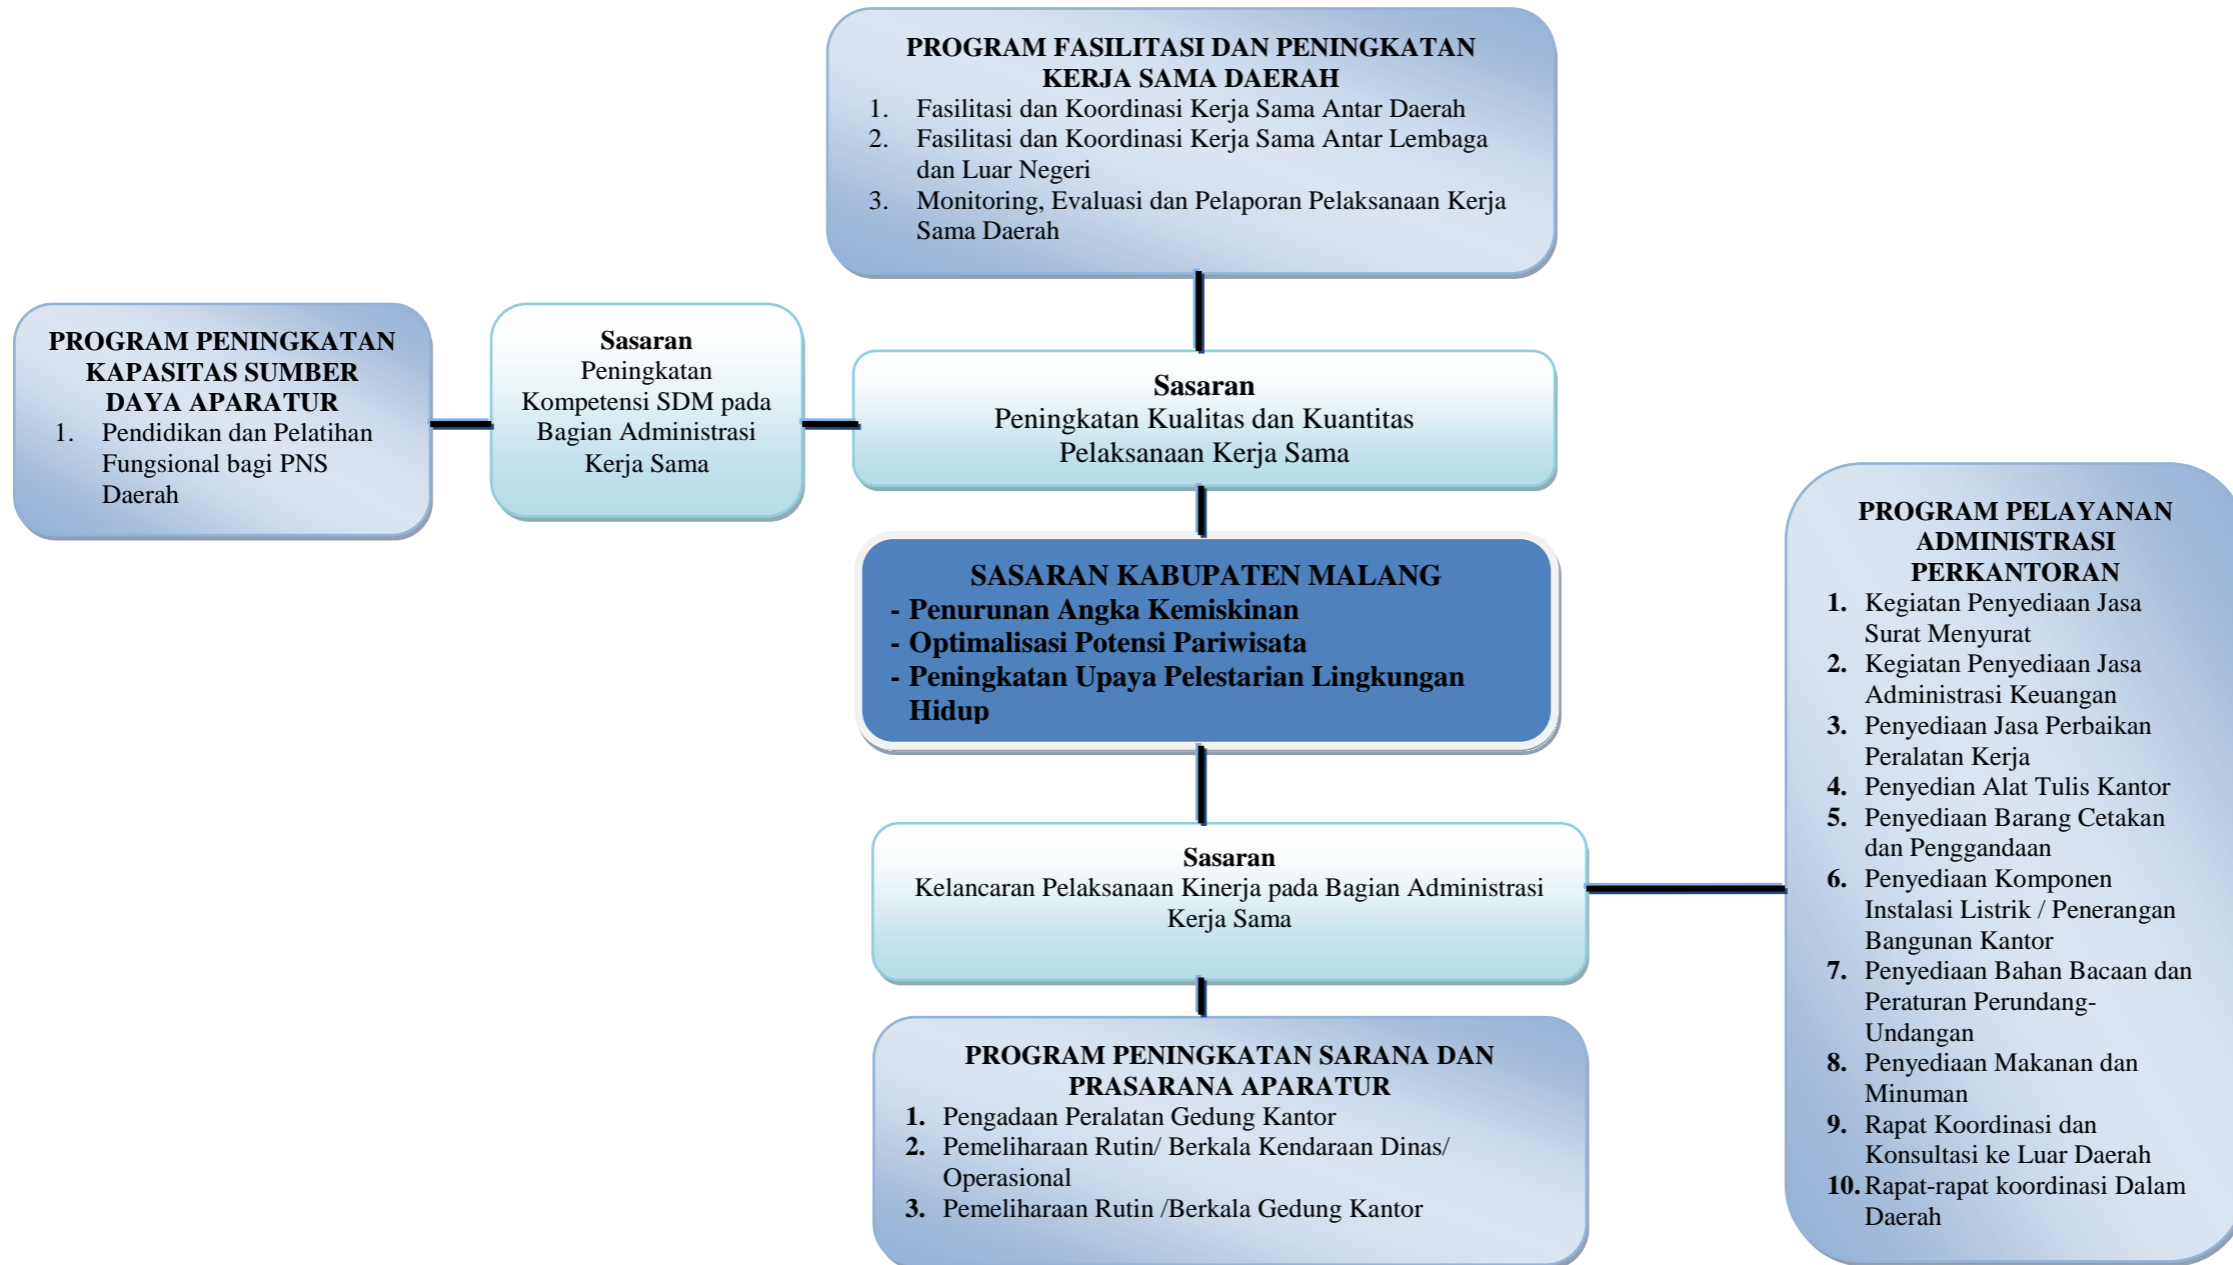 PROGRAM FASILITASI DAN PENINGKATAN
KERJA SAMA DAERAH
1. Fasilitasi dan Koordinasi Kerja Sama Antar Daerah
2. Fasilitasi dan Koordinasi Kerja Sama Antar Lembaga
dan Luar Negeri
3. Monitoring, Evaluasi dan Pelaporan Pelaksanaan Kerja
Sama Daerah
PROGRAM PENINGKATAN
KAPASITAS SUMBER
DAYA APARATUR
1. Pendidikan dan Pelatihan
Fungsional bagi PNS
Daerah
Sasaran
Peningkatan
Kompetensi SDM pada
Bagian Administrasi
Kerja Sama
Sasaran
Peningkatan Kualitas dan Kuantitas
Pelaksanaan Kerja Sama
SASARAN KABUPATEN MALANG
- Penurunan Angka Kemiskinan
- Optimalisasi Potensi Pariwisata
- Peningkatan Upaya Pelestarian Lingkungan
Hidup
Sasaran
Kelancaran Pelaksanaan Kinerja pada Bagian Administrasi
Kerja Sama
PROGRAM PENINGKATAN SARANA DAN
PRASARANA APARATUR
1. Pengadaan Peralatan Gedung Kantor
2. Pemeliharaan Rutin/ Berkala Kendaraan Dinas/
Operasional
3. Pemeliharaan Rutin /Berkala Gedung Kantor
PROGRAM PELAYANAN
ADMINISTRASI
PERKANTORAN
1. Kegiatan Penyediaan Jasa
Surat Menyurat
2. Kegiatan Penyediaan Jasa
Administrasi Keuangan
3. Penyediaan Jasa Perbaikan
Peralatan Kerja
4. Penyedian Alat Tulis Kantor
5. Penyediaan Barang Cetakan
dan Penggandaan
6. Penyediaan Komponen
Instalasi Listrik / Penerangan
Bangunan Kantor
7. Penyediaan Bahan Bacaan dan
Peraturan Perundang-
Undangan
8. Penyediaan Makanan dan
Minuman
9. Rapat Koordinasi dan
Konsultasi ke Luar Daerah
10. Rapat-rapat koordinasi Dalam
Daerah